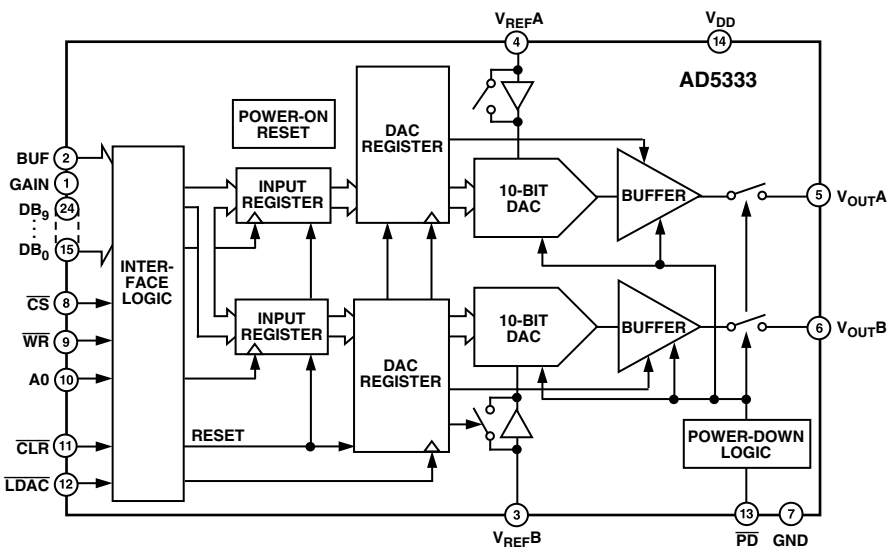 VREFA
VDD
4
14
AD5333
POWER-ON
RESET
DAC
REGISTER
BUF 2
GAIN 1
DB9 24
DB0 15
INTER-
FACE
LOGIC
INPUT
REGISTER
10-BIT
DAC
BUFFER
5 VOUTA
CS 8
WR 9
A0 10
INPUT
REGISTER
DAC
REGISTER
10-BIT
DAC
BUFFER
6 VOUTB
CLR 11
LDAC 12
RESET
POWER-DOWN
LOGIC
3
13
7
VREFB
PD
GND